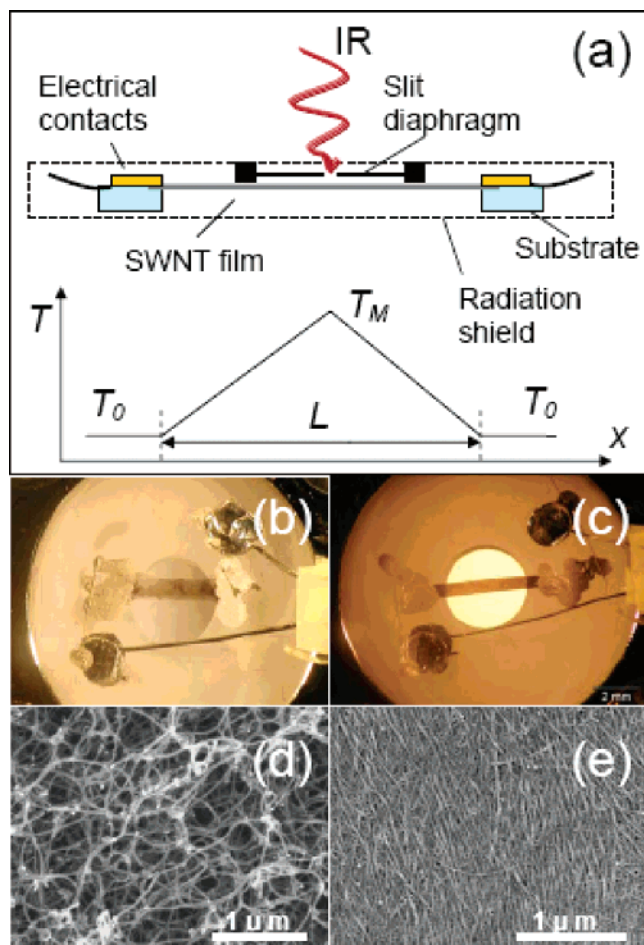 IR
(a)
Electrical
contacts
Slit
diaphragm
SWNT film
Substrate
Radiation
shield
T
T_M
T_0
L
T_0
x
(b)
(c)
2 mm
(d)
1 μm
(e)
1 μm